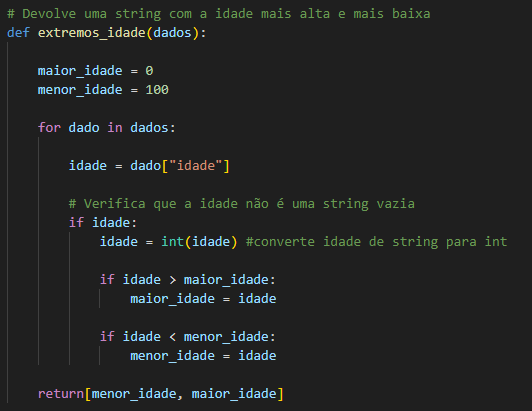 # Devolve uma string com a idade mais alta e mais baixa
def extremos_idade(dados):
maior_idade = 0
menor_idade = 100
for dado in dados:
idade = dado["idade"]
# Verifica que a idade não é uma string vazia
if idade:
idade = int(idade) #converte idade de string para int
if idade > maior_idade:
maior_idade = idade
if idade < menor_idade:
menor_idade = idade
return[menor_idade, maior_idade]